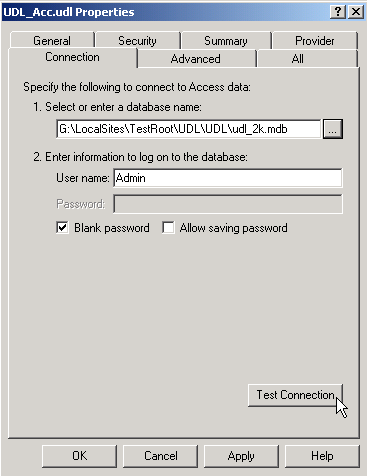 UDL_Acc.udl Properties
General Security Summary Provider
Connection Advanced All
Specify the following to connect to Access data:
1. Select or enter a database name:
G:\LocalSites\TestRoot\UDL\UDL\udl_2k.mdb ...
2. Enter information to log on to the database:
User name: Admin
Password:
Blank password Allow saving password
Test Connection
OK Cancel Apply Help